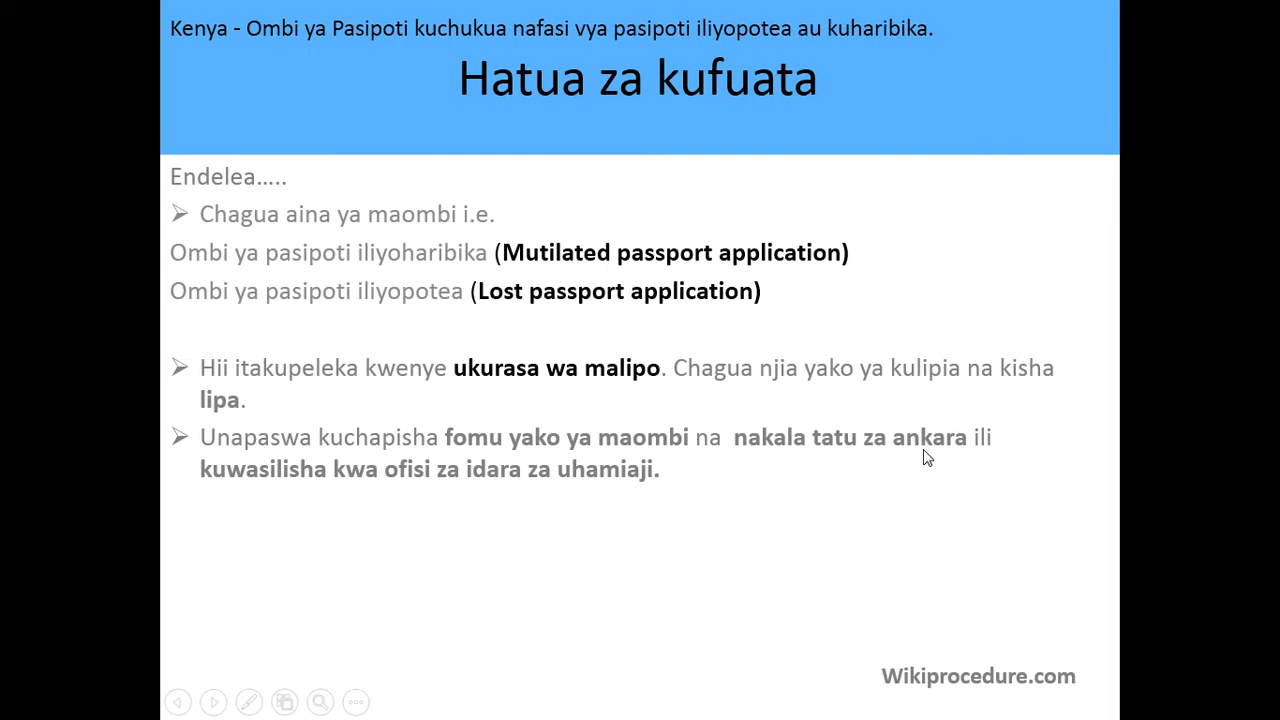 Kenya - Ombi ya Pasipoti kuchukua nafasi vya pasipoti iliyopotea au kuharibika.
Hatua za kufuata
Endelea…..
➢ Chagua aina ya maombi i.e.
Ombi ya pasipoti iliyoharibika (Mutilated passport application)
Ombi ya pasipoti iliyopotea (Lost passport application)
➢ Hii itakupeleka kwenye ukurasa wa malipo. Chagua njia yako ya kulipia na kisha
lipa.
➢ Unapaswa kuchapisha fomu yako ya maombi na nakala tatu za ankara ili
kuwasilisha kwa ofisi za idara za uhamiaji.
Wikiprocedure.com